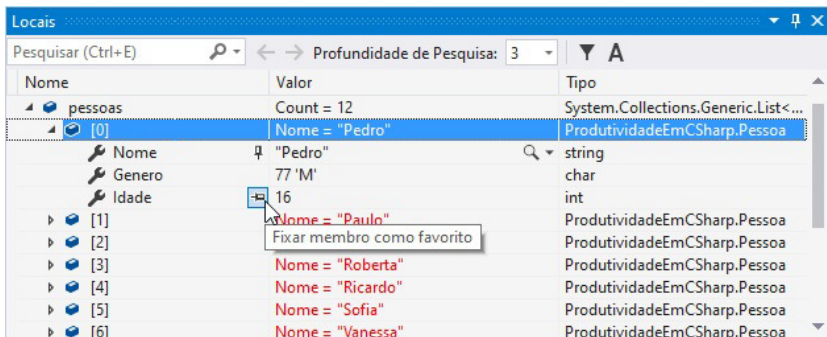 Locais
Pesquisar (Ctrl+E) Profundidade de Pesquisa: 3 A
Nome Valor Tipo
pessoas Count = 12 System.Collections.Generic.List<...
[0] Nome = "Pedro" ProdutividadeEmCSharp.Pessoa
Nome "Pedro" string
Genero 77 'M' char
Idade 16 int
[1] Nome = "Paulo" ProdutividadeEmCSharp.Pessoa
Fixar membro como favorito
[2] ProdutividadeEmCSharp.Pessoa
[3] Nome = "Roberta" ProdutividadeEmCSharp.Pessoa
[4] Nome = "Ricardo" ProdutividadeEmCSharp.Pessoa
[5] Nome = "Sofia" ProdutividadeEmCSharp.Pessoa
[6] Nome = "Vanessa" ProdutividadeEmCSharp.Pessoa